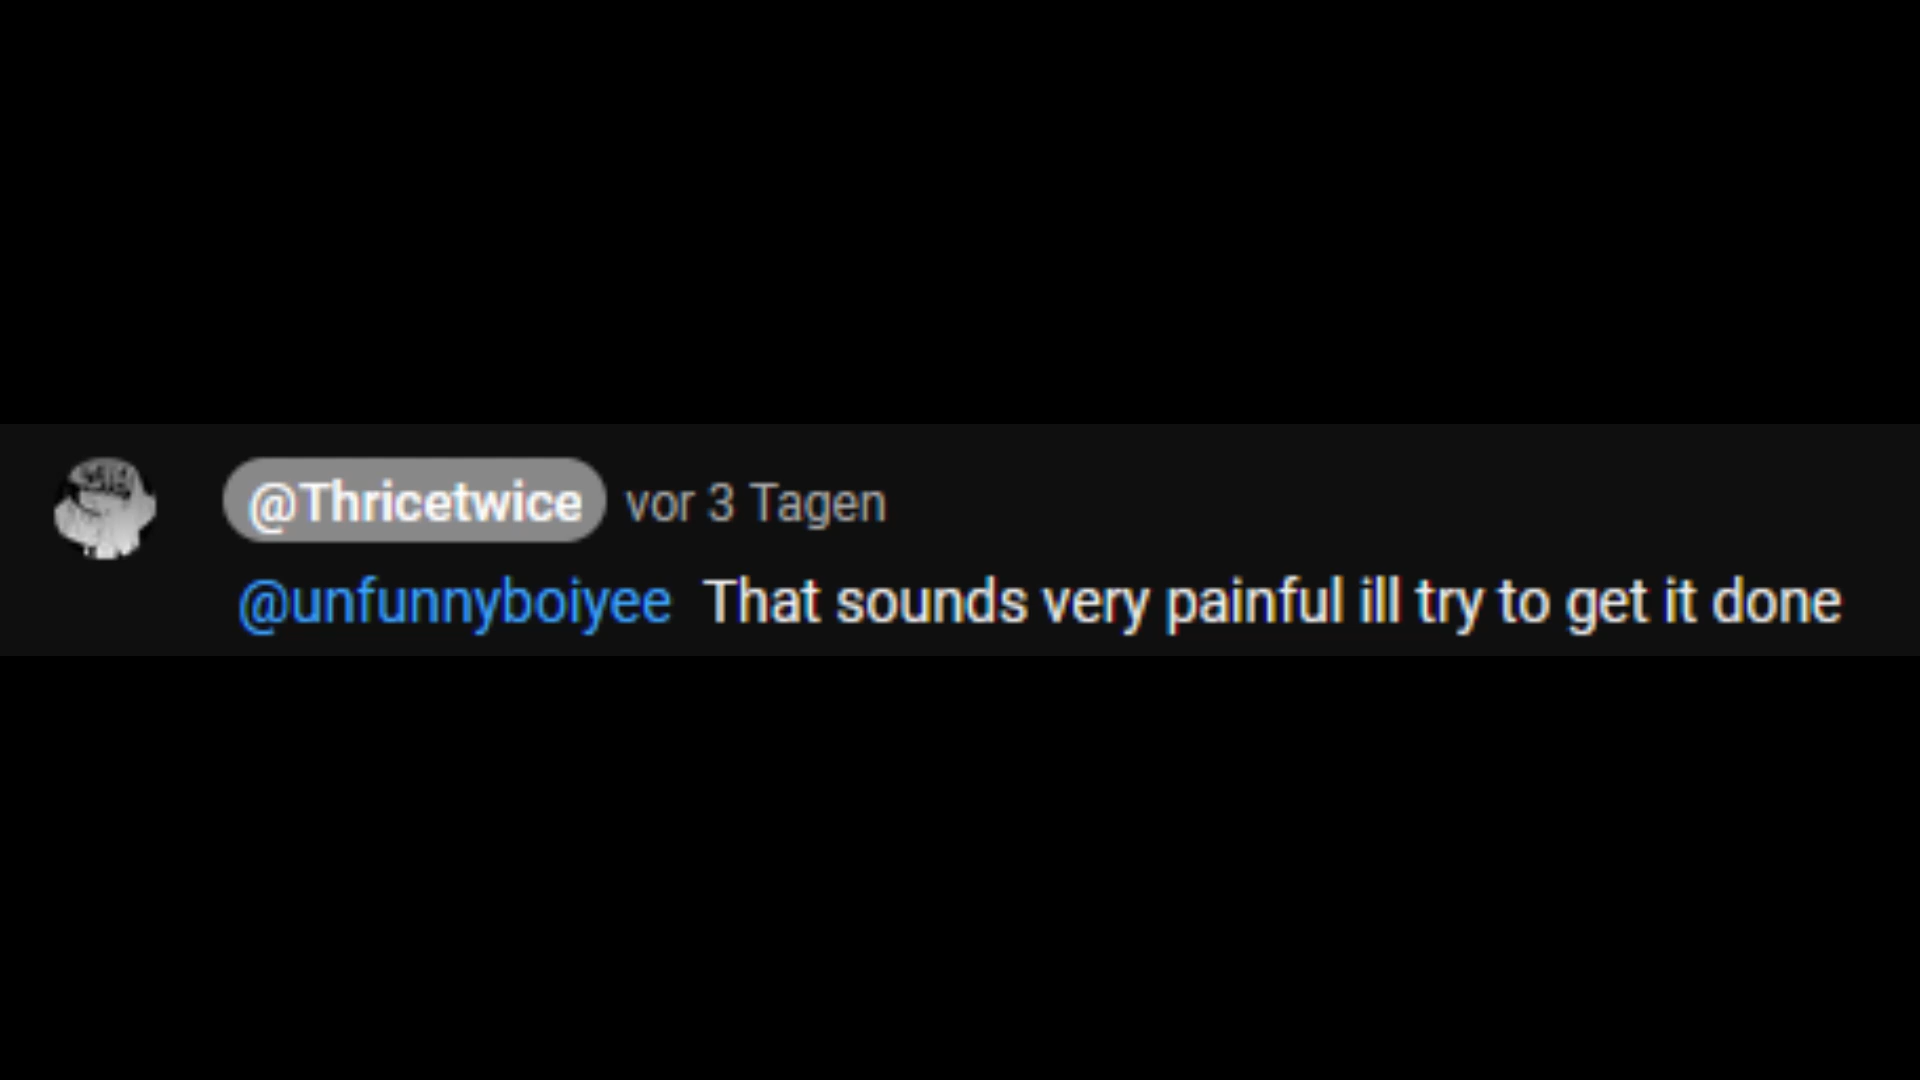 @Thricetwice vor 3 Tagen
@unfunnyboiyee That sounds very painful ill try to get it done